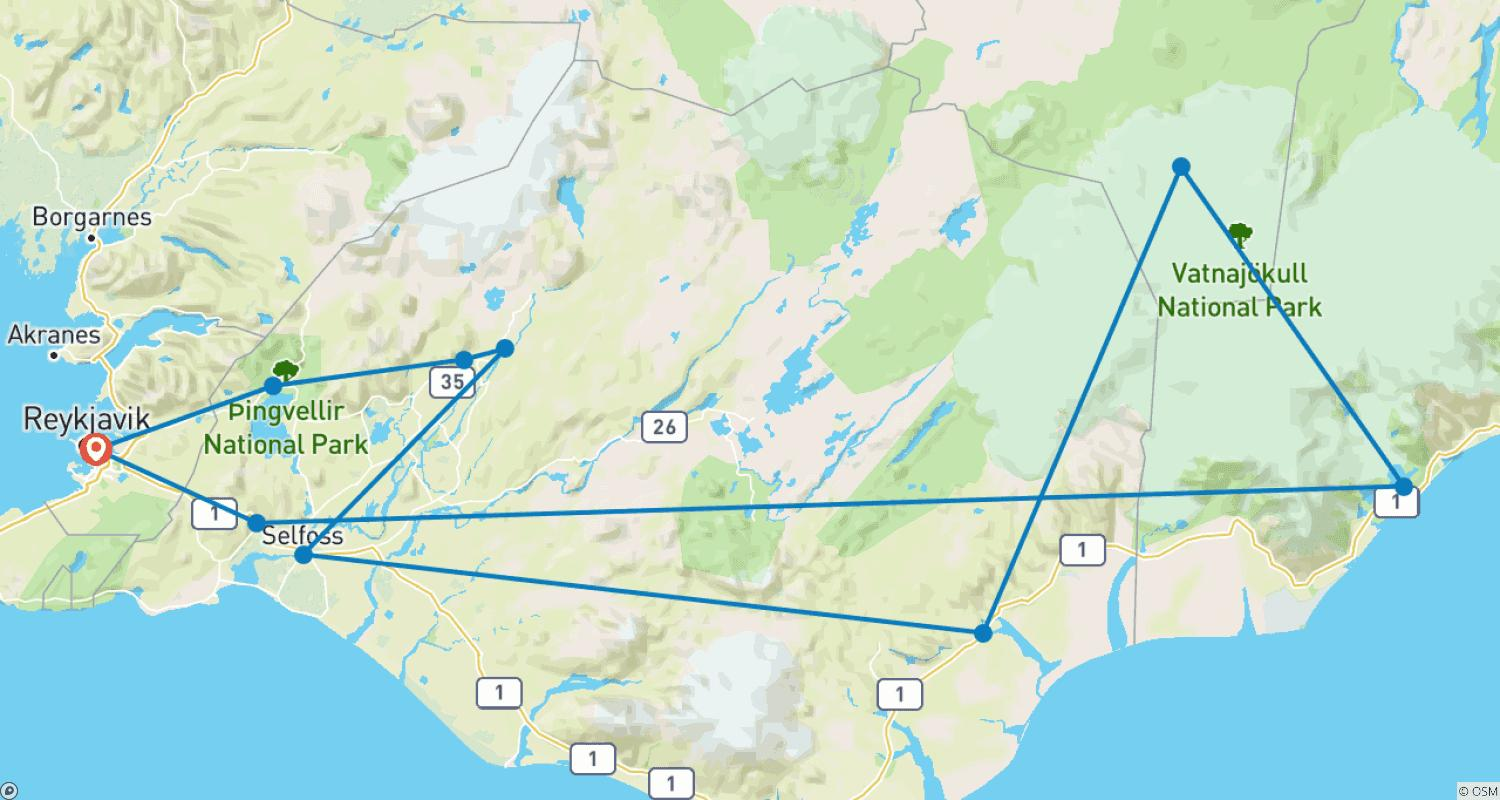 Borgarnes
Akranes
Reykjavik
Þingvellir
National Park
35
26
Vatnajökull
National Park
1
Selfoss
1
1
1
1
1
1
© OSM